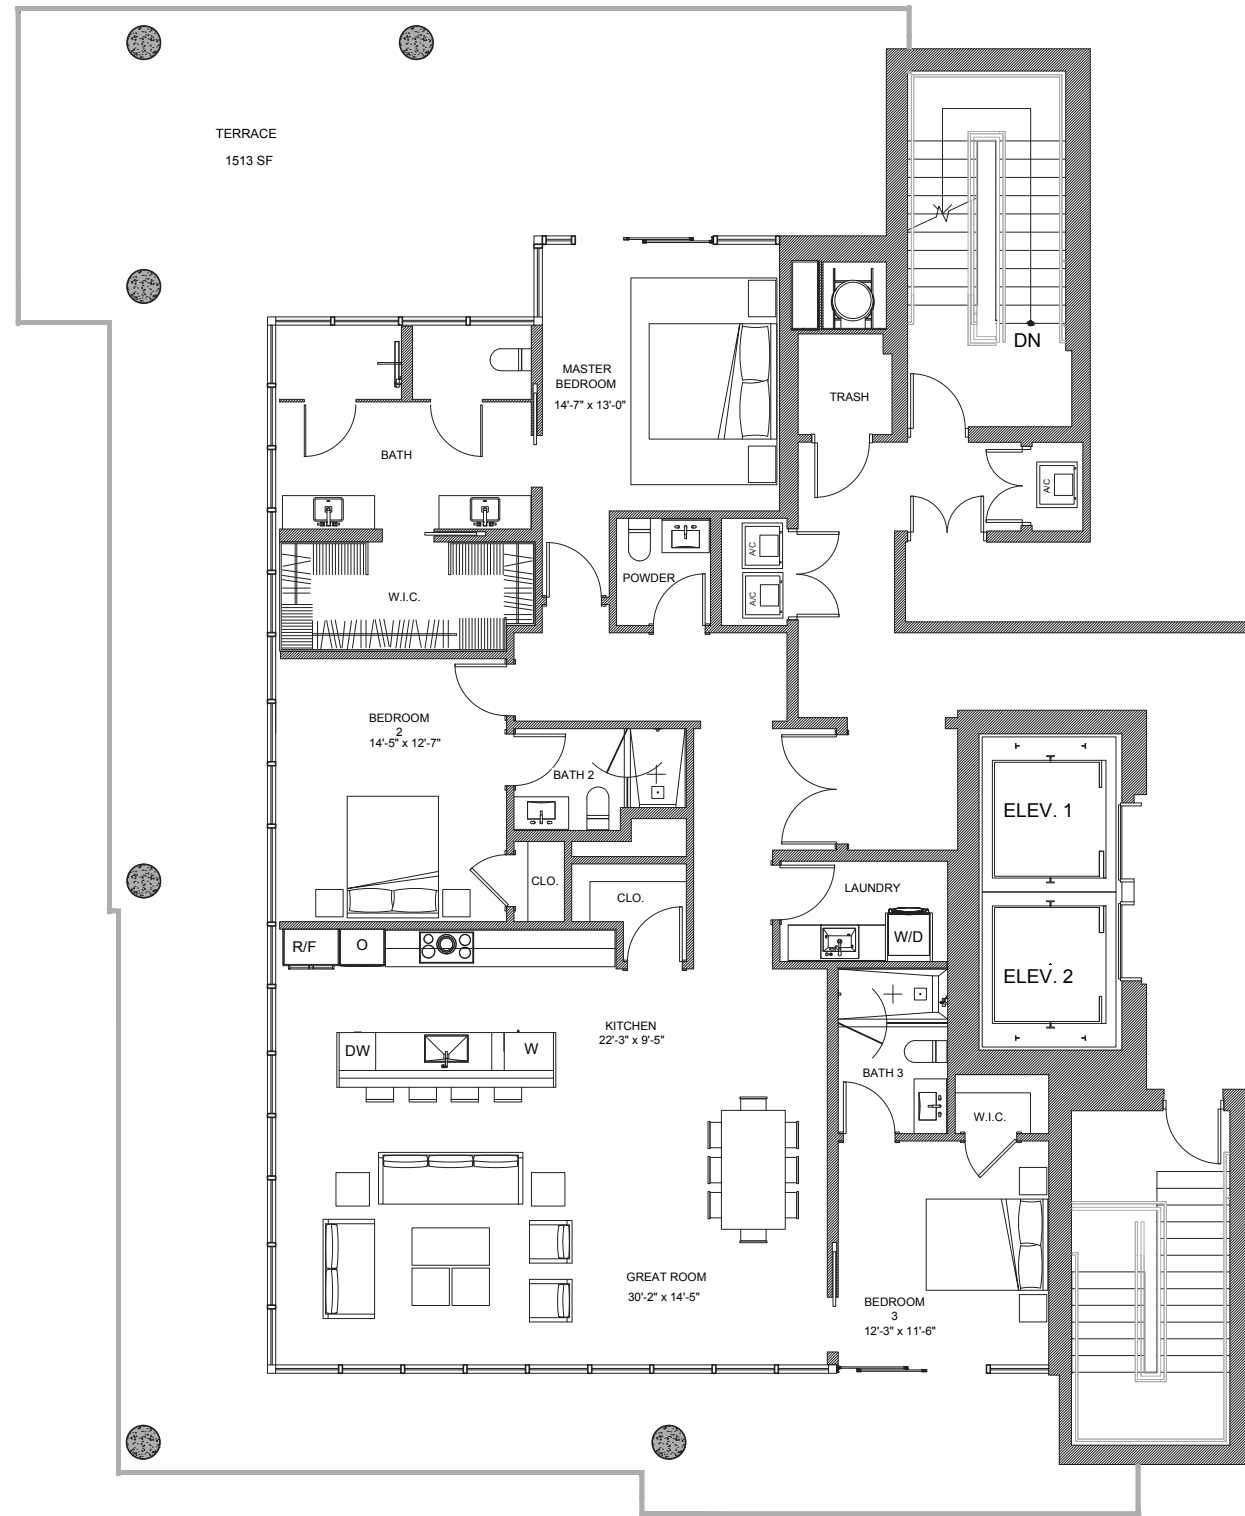 TERRACE
1513 SF
DN
MASTER
BEDROOM
14'-7" x 13'-0"
TRASH
BATH
A/C
A/C
A/C
POWDER
W.I.C.
BEDROOM
2
14'-5" x 12'-7"
BATH 2
ELEV. 1
CLO.
CLO.
LAUNDRY
W/D
R/F
O
ELEV. 2
KITCHEN
22'-3" x 9'-5"
DW
W
BATH 3
W.I.C.
GREAT ROOM
30'-2" x 14'-5"
BEDROOM
3
12'-3" x 11'-6"